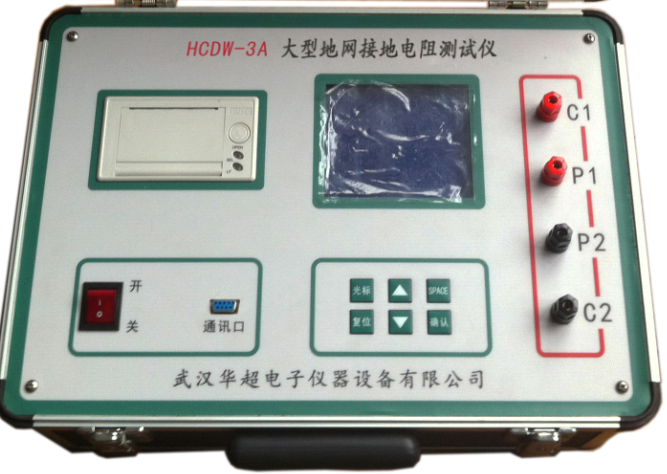 HCDW-3A 大型地网接地电阻测试仪
OPEN
C1
P1
P2
C2
开
关
通讯口
光标
SPACE
复位
确认
武汉华超电子仪器设备有限公司